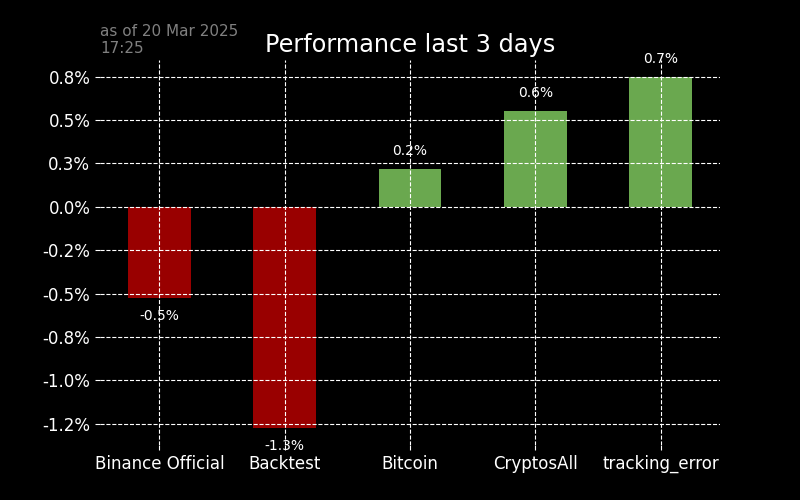 as of 20 Mar 2025
17:25
Performance last 3 days
0.8%
0.5%
0.3%
0.0%
-0.2%
-0.5%
-0.8%
-1.0%
-1.2%
-0.5%
-1.3%
0.2%
0.6%
0.7%
Binance Official
Backtest
Bitcoin
CryptosAll
tracking_error